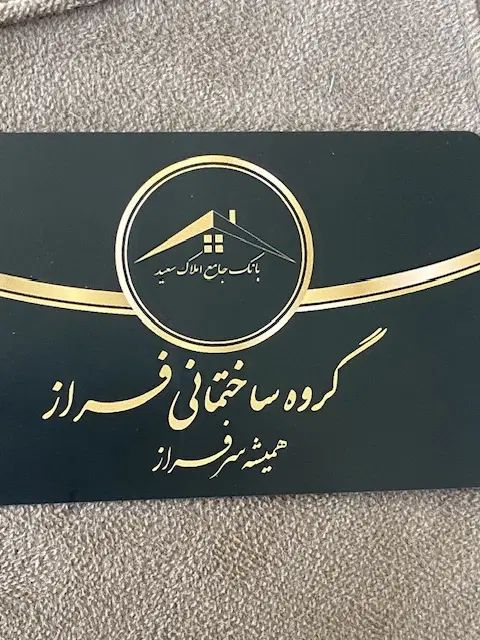 بانک جامع املاک سعید
گروه ساختمانی فراز
همیشه سرفراز